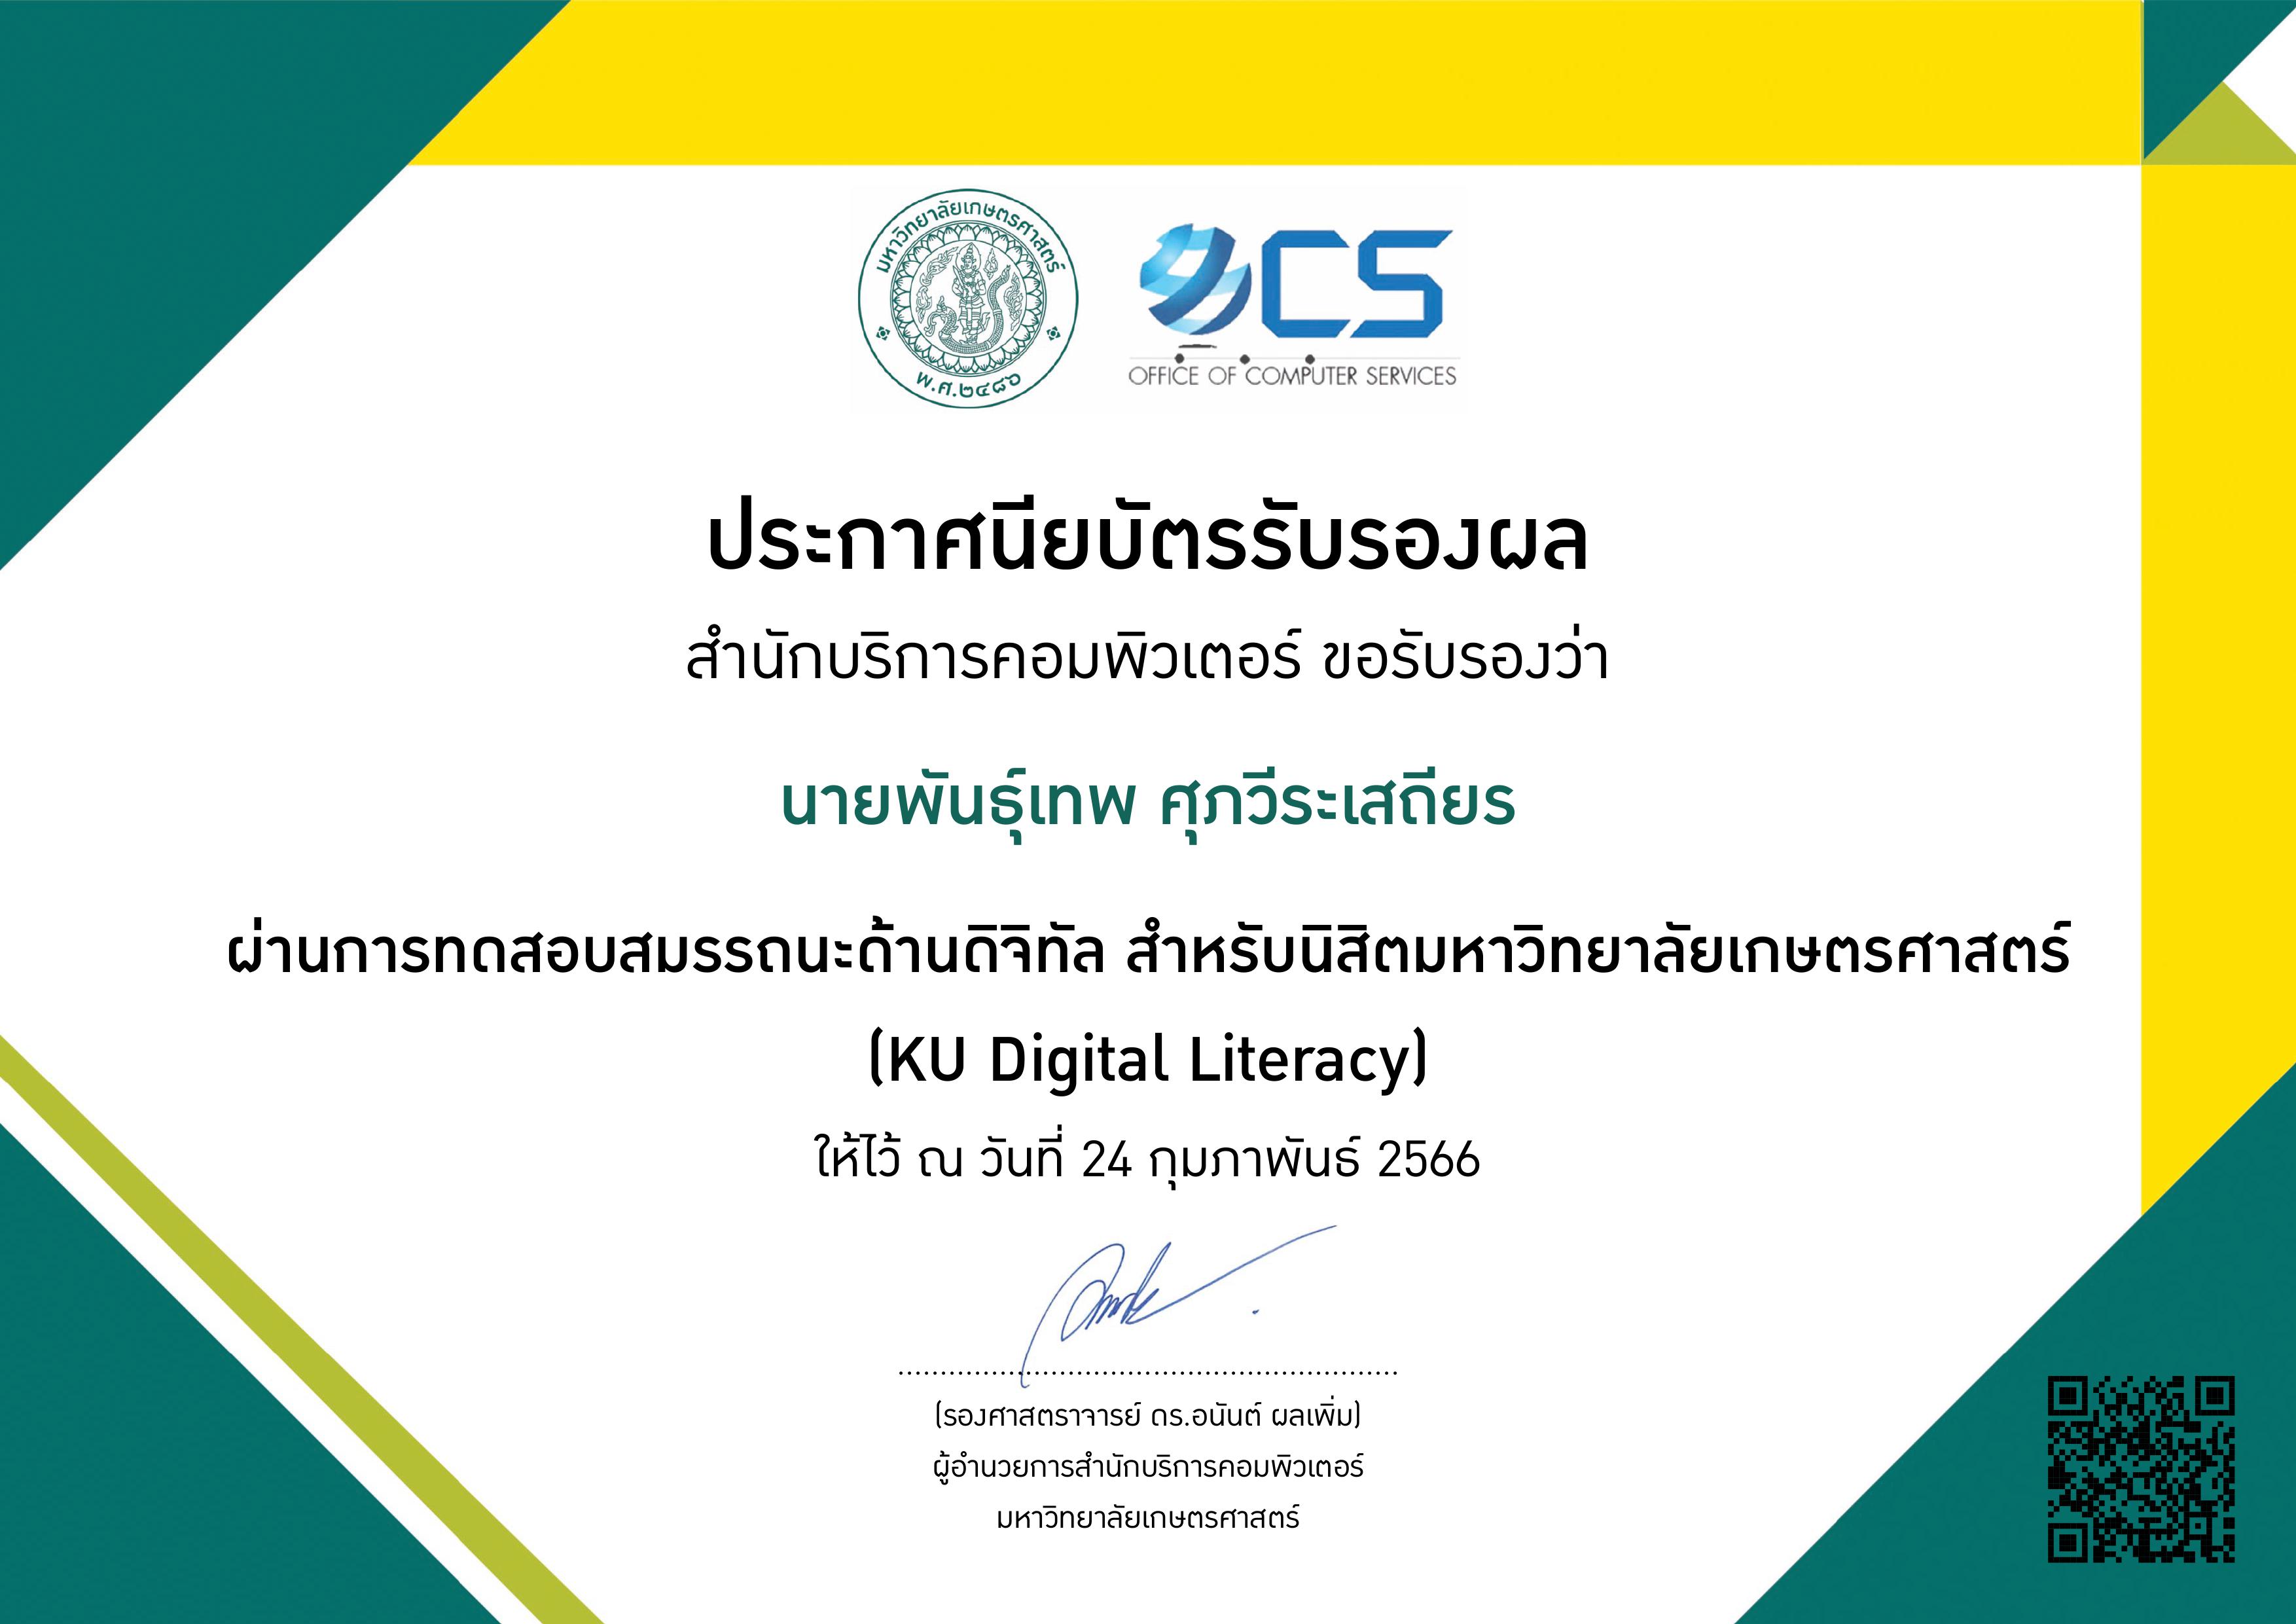 มหาวิทยาลัยเกษตรศาสตร์
พ.ศ.๒๔๘๖
OCS
OFFICE OF COMPUTER SERVICES
ประกาศนียบัตรรับรองผล
สำนักบริการคอมพิวเตอร์ ขอรับรองว่า
นายพันธุ์เทพ ศุภวีระเสถียร
ผ่านการทดสอบสมรรถนะด้านดิจิทัล สำหรับนิสิตมหาวิทยาลัยเกษตรศาสตร์
(KU Digital Literacy)
ให้ไว้ ณ วันที่ 24 กุมภาพันธ์ 2566
(รองศาสตราจารย์ ดร.อนันต์ ผลเพิ่ม)
ผู้อำนวยการสำนักบริการคอมพิวเตอร์
มหาวิทยาลัยเกษตรศาสตร์